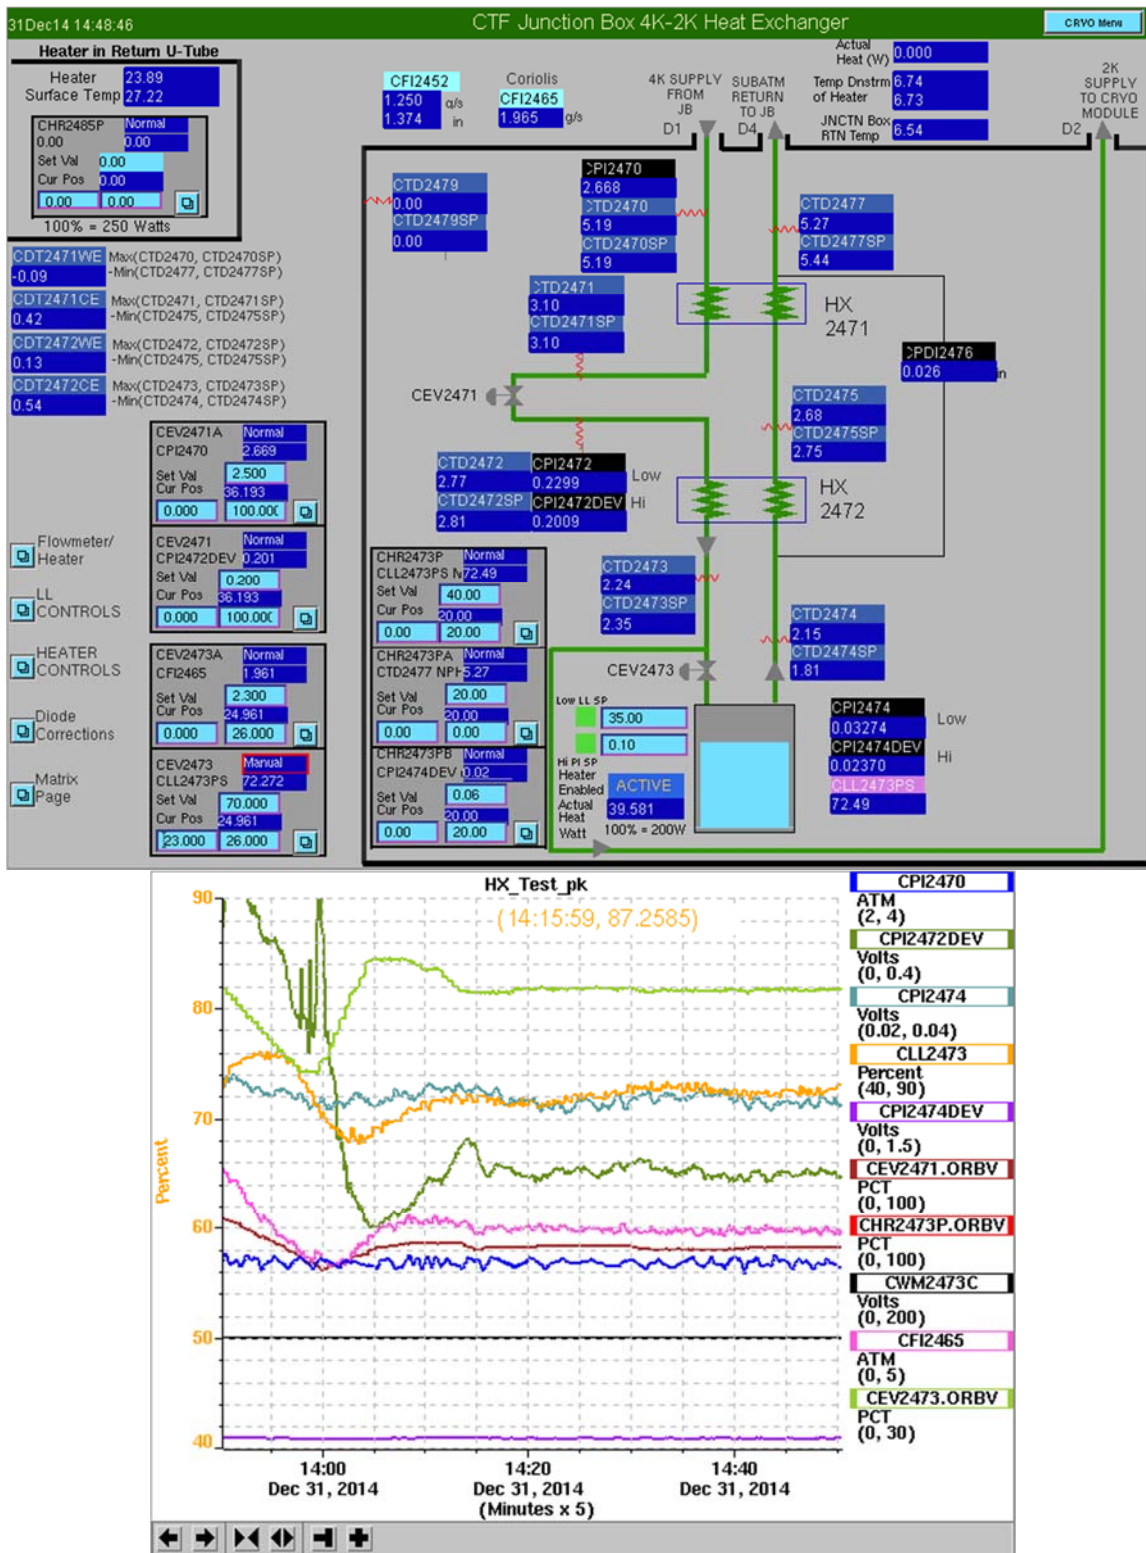 31Dec14 14:48:46
CTF Junction Box 4K-2K Heat Exchanger
CRYO Menu
Heater in Return U-Tube
Heater 23.89
Surface Temp 27.22
CHR2485P Normal
0.00 0.00
Set Val 0.00
Cur Pos 0.00
0.00 0.00
100% = 250 Watts
CFI2452
1.250 g/s
1.374 in
Coriolis
CFI2465
1.965 g/s
4K SUPPLY
FROM
JB
D1
SUBATM
RETURN
TO JB
D4
Actual
Heat (W) 0.000
Temp Dnstrm 6.74
of Heater 6.73
JNCTN Box
RTN Temp 6.54
2K
SUPPLY
TO CRYO
MODULE
D2
CTD2479
0.00
CTD2479SP
0.00
CPI2470
2.668
CTD2470
5.19
CTD2470SP
5.19
CTD2477
5.27
CTD2477SP
5.44
CDT2471WE Max(CTD2470, CTD2470SP)
-0.09 -Min(CTD2477, CTD2477SP)
CDT2471CE Max(CTD2471, CTD2471SP)
0.42 -Min(CTD2475, CTD2475SP)
CDT2472WE Max(CTD2472, CTD2472SP)
0.13 -Min(CTD2475, CTD2475SP)
CDT2472CE Max(CTD2473, CTD2473SP)
0.54 -Min(CTD2474, CTD2474SP)
CTD2471
3.10
CTD2471SP
3.10
HX
2471
CPDI2476
0.026 in
CEV2471
CTD2475
2.68
CTD2475SP
2.75
CTD2472 CPI2472
2.77 0.2299 Low
CTD2472SP CPI2472DEV Hi
2.81 0.2009
HX
2472
CEV2471A Normal
CPI2470 2.669
Set Val 2.500
Cur Pos 36.193
0.000 100.000
CEV2471 Normal
CPI2472DEV 0.201
Set Val 0.200
Cur Pos 36.193
0.000 100.000
CEV2473A Normal
CFI2465 1.961
Set Val 2.300
Cur Pos 24.961
0.000 26.000
CEV2473 Manual
CLL2473PS 72.272
Set Val 70.000
Cur Pos 24.961
23.000 26.000
Flowmeter/
Heater
LL
CONTROLS
HEATER
CONTROLS
Diode
Corrections
Matrix
Page
CHR2473P Normal
CLL2473PS N 72.49
Set Val 40.00
Cur Pos 20.00
0.00 20.00
CHR2473PA Normal
CTD2477 NPH 5.27
Set Val 20.00
Cur Pos 20.00
0.00 0.00
CHR2473PB Normal
CPI2474DEV 0.02
Set Val 0.06
Cur Pos 20.00
0.00 20.00
CTD2473
2.24
CTD2473SP
2.35
CTD2474
2.15
CTD2474SP
1.81
CEV2473
Low LL SP
35.00
0.10
Hi PI SP
Heater
Enabled ACTIVE
Actual 39.581
Heat
Watt 100% = 200W
CPI2474
0.03274 Low
CPI2474DEV
0.02370 Hi
CLL2473PS
72.49
HX_Test_pk
(14:15:59, 87.2585)
Percent
90
80
70
60
50
40
14:00
Dec 31, 2014
14:20
Dec 31, 2014
14:40
Dec 31, 2014
(Minutes x 5)
CPI2470
ATM
(2, 4)
CPI2472DEV
Volts
(0, 0.4)
CPI2474
Volts
(0.02, 0.04)
CLL2473
Percent
(40, 90)
CPI2474DEV
Volts
(0, 1.5)
CEV2471.ORBV
PCT
(0, 100)
CHR2473P.ORBV
PCT
(0, 100)
CWM2473C
Volts
(0, 200)
CFI2465
ATM
(0, 5)
CEV2473.ORBV
PCT
(0, 30)